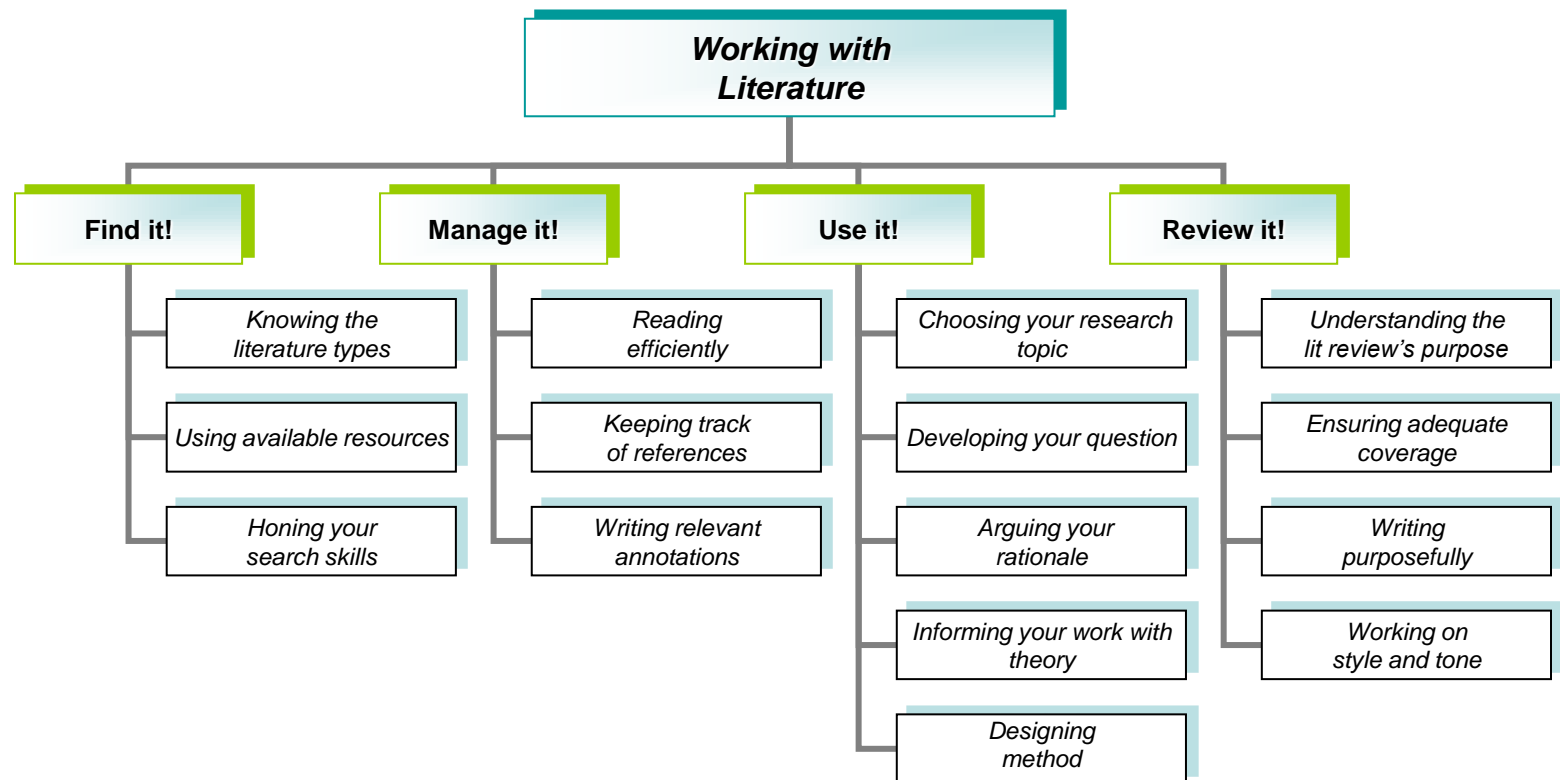 Working with
Literature
Find it!
Knowing the
literature types
Using available resources
Honing your
search skills
Manage it!
Reading
efficiently
Keeping track
of references
Writing relevant
annotations
Use it!
Choosing your research
topic
Developing your question
Arguing your
rationale
Informing your work with
theory
Designing
method
Review it!
Understanding the
lit review’s purpose
Ensuring adequate
coverage
Writing
purposefully
Working on
style and tone